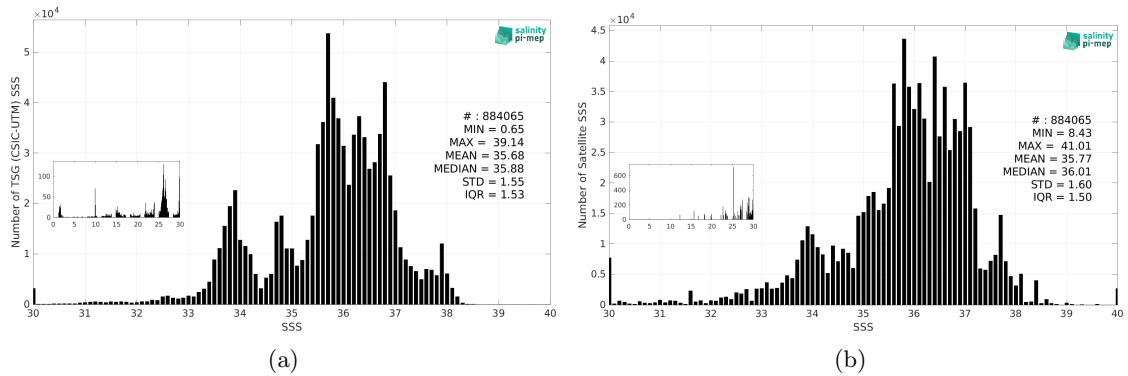 ×10⁴
salinity
pi-mep
Number of TSG (CSIC-UTM) SSS
5
4
3
2
1
0
# : 884065
MIN = 0.65
MAX = 39.14
MEAN = 35.68
MEDIAN = 35.88
STD = 1.55
IQR = 1.53
100
50
0
0 5 10 15 20 25 30
30 31 32 33 34 35 36 37 38 39 40
SSS
(a)
×10⁴
salinity
pi-mep
Number of Satellite SSS
4.5
4
3.5
3
2.5
2
1.5
1
0.5
0
# : 884065
MIN = 8.43
MAX = 41.01
MEAN = 35.77
MEDIAN = 36.01
STD = 1.60
IQR = 1.50
600
400
200
0
0 5 10 15 20 25 30
30 31 32 33 34 35 36 37 38 39 40
SSS
(b)